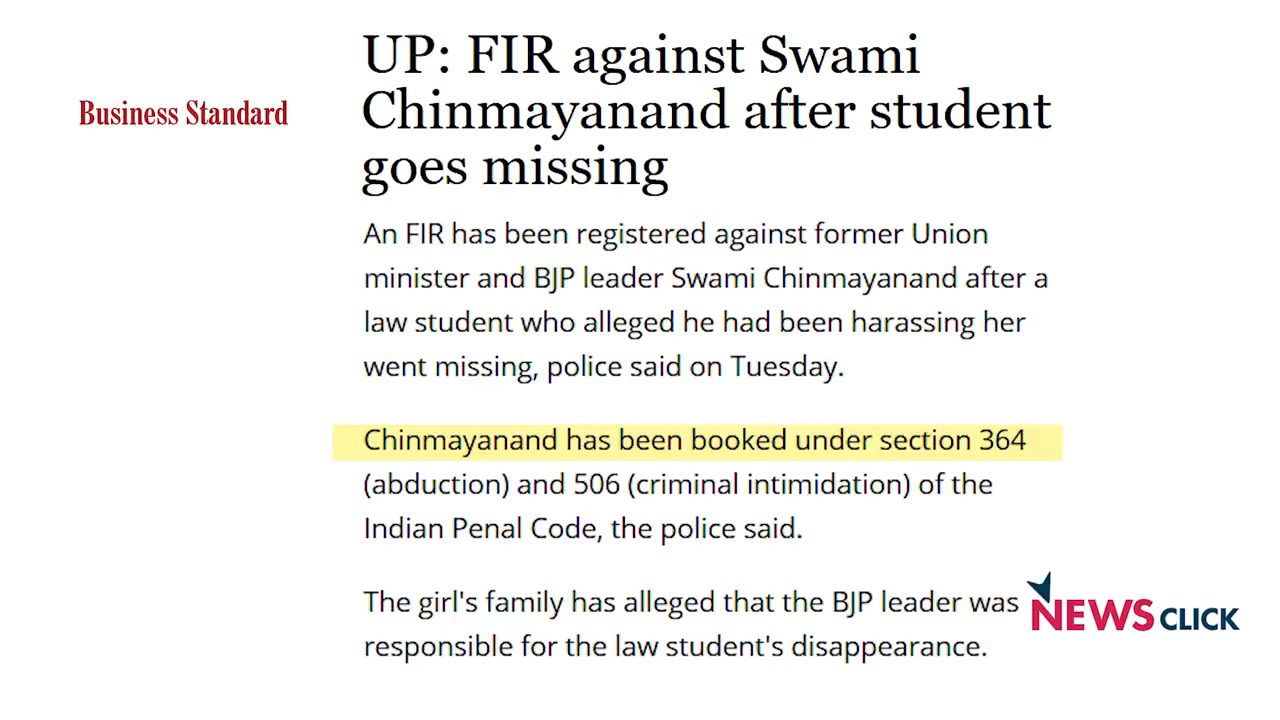 UP: FIR against Swami
Business Standard
Chinmayanand after student
goes missing
An FIR has been registered against former Union
minister and BJP leader Swami Chinmayanand after a
law student who alleged he had been harassing her
went missing, police said on Tuesday.
Chinmayanand has been booked under section 364
(abduction) and 506 (criminal intimidation) of the
Indian Penal Code, the police said.
The girl's family has alleged that the BJP leader was
responsible for the law student's disappearance.
NEWS CLICK